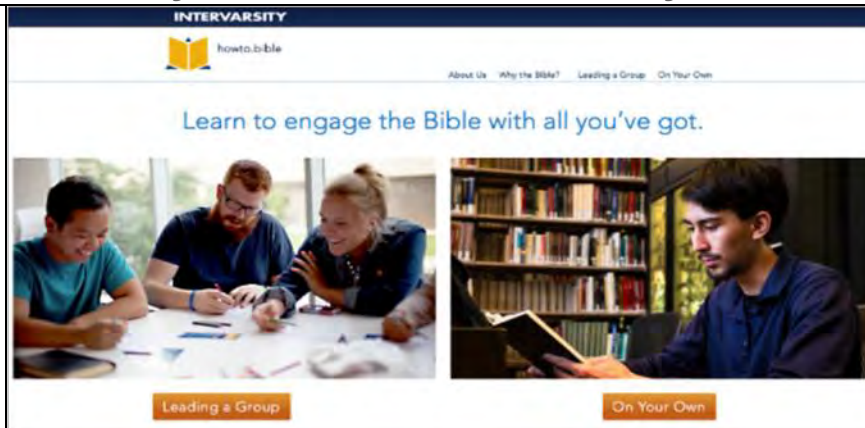 INTERVARSITY
howto.bible
About Us Why the Bible? Leading a Group On Your Own
Learn to engage the Bible with all you've got.
Leading a Group
On Your Own